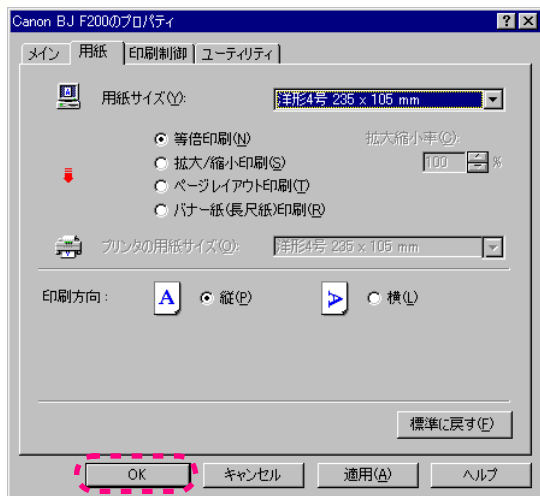 Canon BJ F200のプロパティ
メイン 用紙 印刷制御 ユーティリティ
用紙サイズ(Y): 洋形4号 235 x 105 mm
等倍印刷(N) 拡大縮小率(C):
拡大/縮小印刷(S) 100 %
ページレイアウト印刷(T)
バナー紙(長尺紙)印刷(R)
プリンタの用紙サイズ(O): 洋形4号 235 x 105 mm
印刷方向 : A 縦(P) A 横(L)
標準に戻す(F)
OK キャンセル 適用(A) ヘルプ